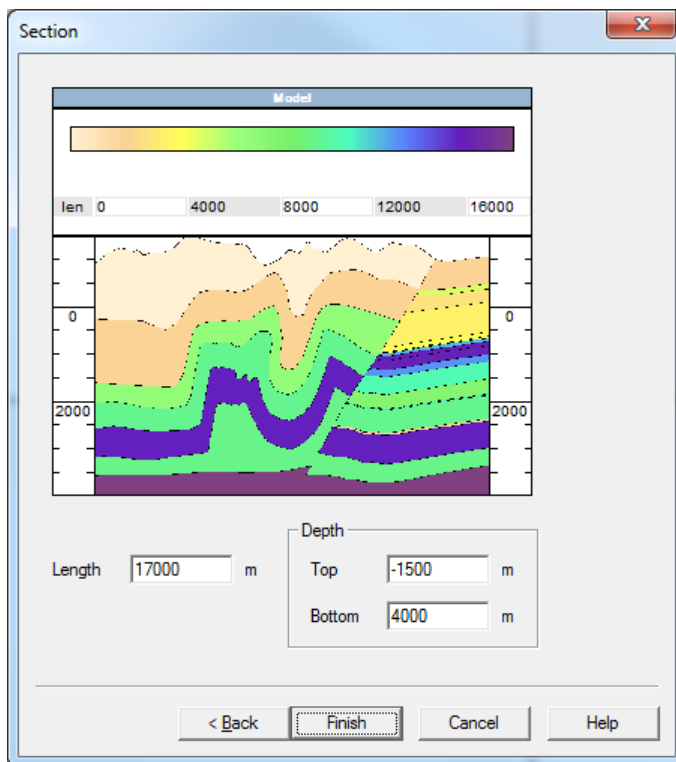 Section
Model
len 0 4000 8000 12000 16000
0 0
2000 2000
Length 17000 m
Depth
Top -1500 m
Bottom 4000 m
< Back Finish Cancel Help